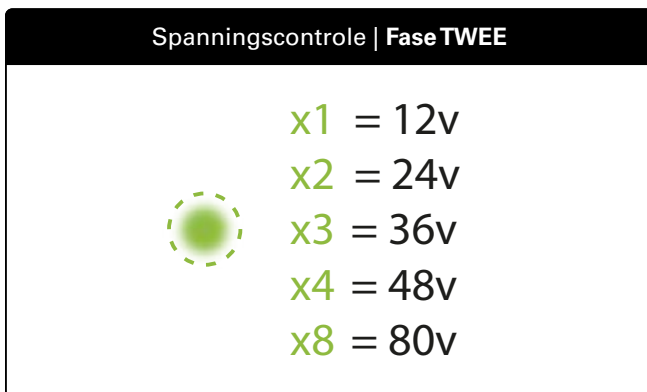 Spanningscontrole | Fase TWEE
x1 = 12v
x2 = 24v
x3 = 36v
x4 = 48v
x8 = 80v